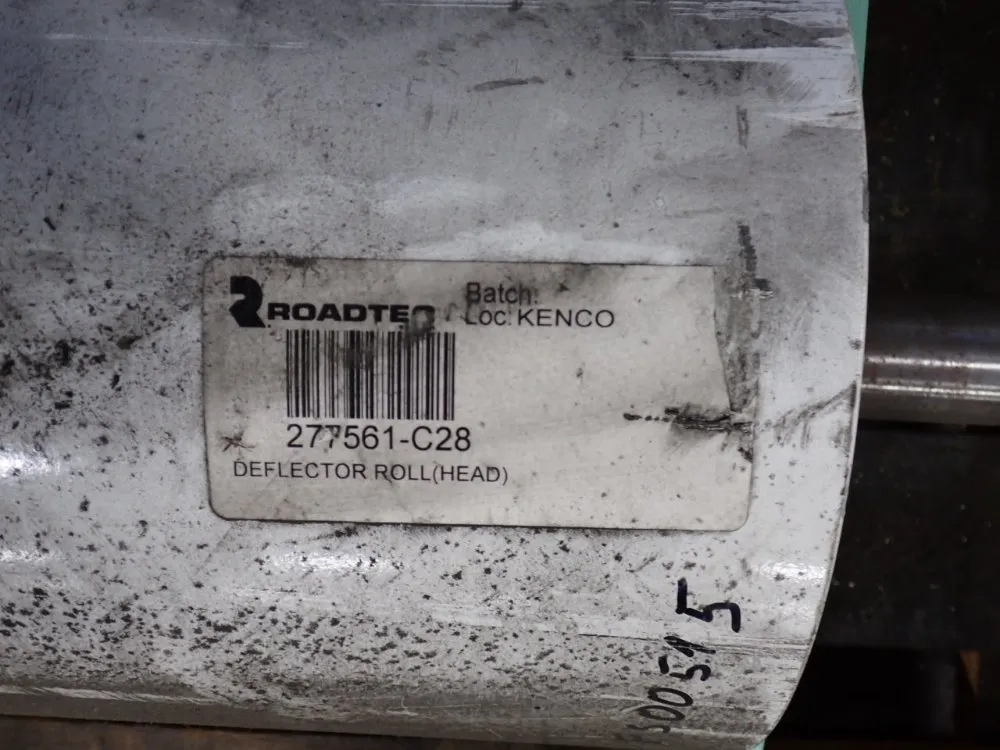 ROADTEC
Batch:
Loc: KENCO
277561-C28
DEFLECTOR ROLL(HEAD)